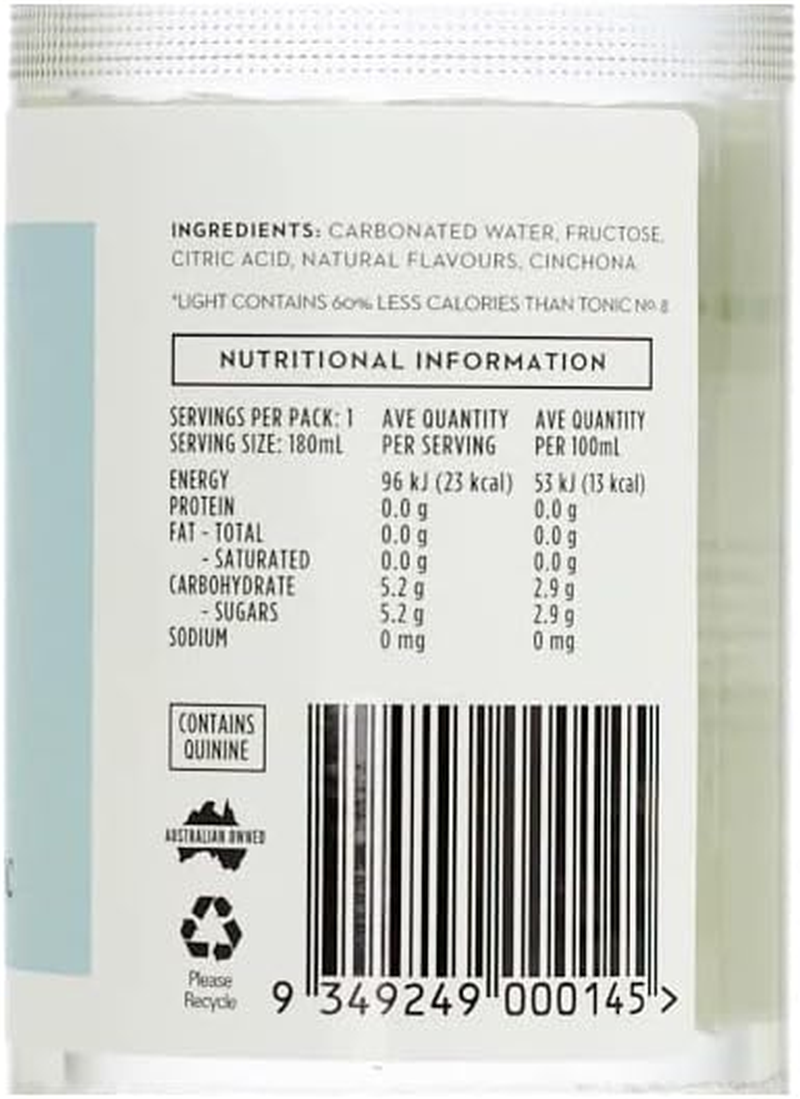 INGREDIENTS: CARBONATED WATER, FRUCTOSE,
CITRIC ACID, NATURAL FLAVOURS, CINCHONA
*LIGHT CONTAINS 60% LESS CALORIES THAN TONIC No. 8
NUTRITIONAL INFORMATION
SERVINGS PER PACK: 1 AVE QUANTITY AVE QUANTITY
SERVING SIZE: 180mL PER SERVING PER 100mL
ENERGY 96 kJ (23 kcal) 53 kJ (13 kcal)
PROTEIN 0.0 g 0.0 g
FAT - TOTAL 0.0 g 0.0 g
- SATURATED 0.0 g 0.0 g
CARBOHYDRATE 5.2 g 2.9 g
- SUGARS 5.2 g 2.9 g
SODIUM 0 mg 0 mg
CONTAINS
QUININE
AUSTRALIAN OWNED
Please
Recycle
9 349249 000145 >